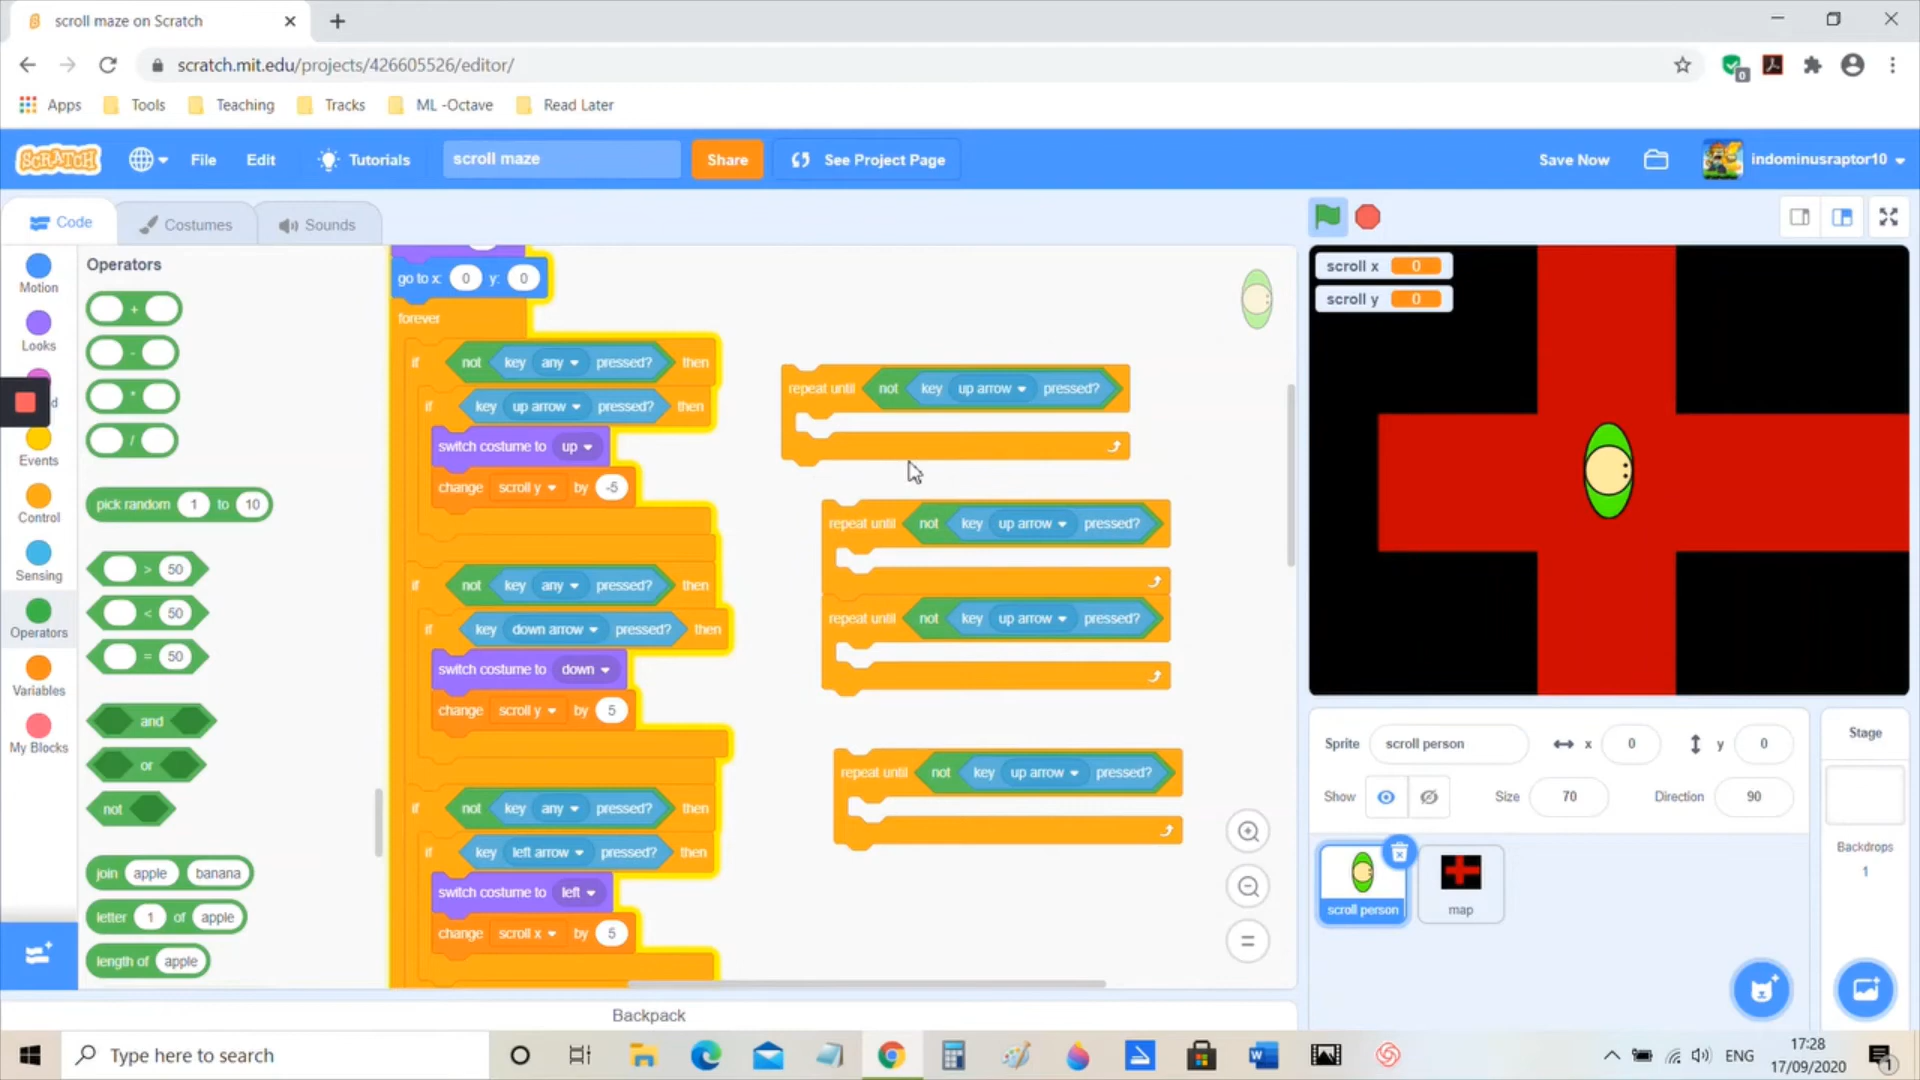 scroll maze on Scratch
scratch.mit.edu/projects/426605526/editor/
0
Apps Tools Teaching Tracks ML -Octave Read Later
SCRATCH File Edit Tutorials scroll maze Share See Project Page Save Now indominusraptor10
Code Costumes Sounds
Motion
Looks
d
Events
Control
Sensing
Operators
Variables
My Blocks
Operators
+
-
*
/
pick random 1 to 10
> 50
< 50
= 50
and
or
not
join apple banana
letter 1 of apple
length of apple
go to x: 0 y: 0
forever
if not key any pressed? then
if key up arrow pressed? then
switch costume to up
change scroll y by -5
if not key any pressed? then
if key down arrow pressed? then
switch costume to down
change scroll y by 5
if not key any pressed? then
if key left arrow pressed? then
switch costume to left
change scroll x by 5
repeat until not key up arrow pressed?
repeat until not key up arrow pressed?
repeat until not key up arrow pressed?
repeat until not key up arrow pressed?
scroll x 0
scroll y 0
Sprite scroll person x 0 y 0
Show Size 70 Direction 90
scroll person
map
Stage
Backdrops
1
Backpack
Type here to search
ENG
17:28
17/09/2020
1